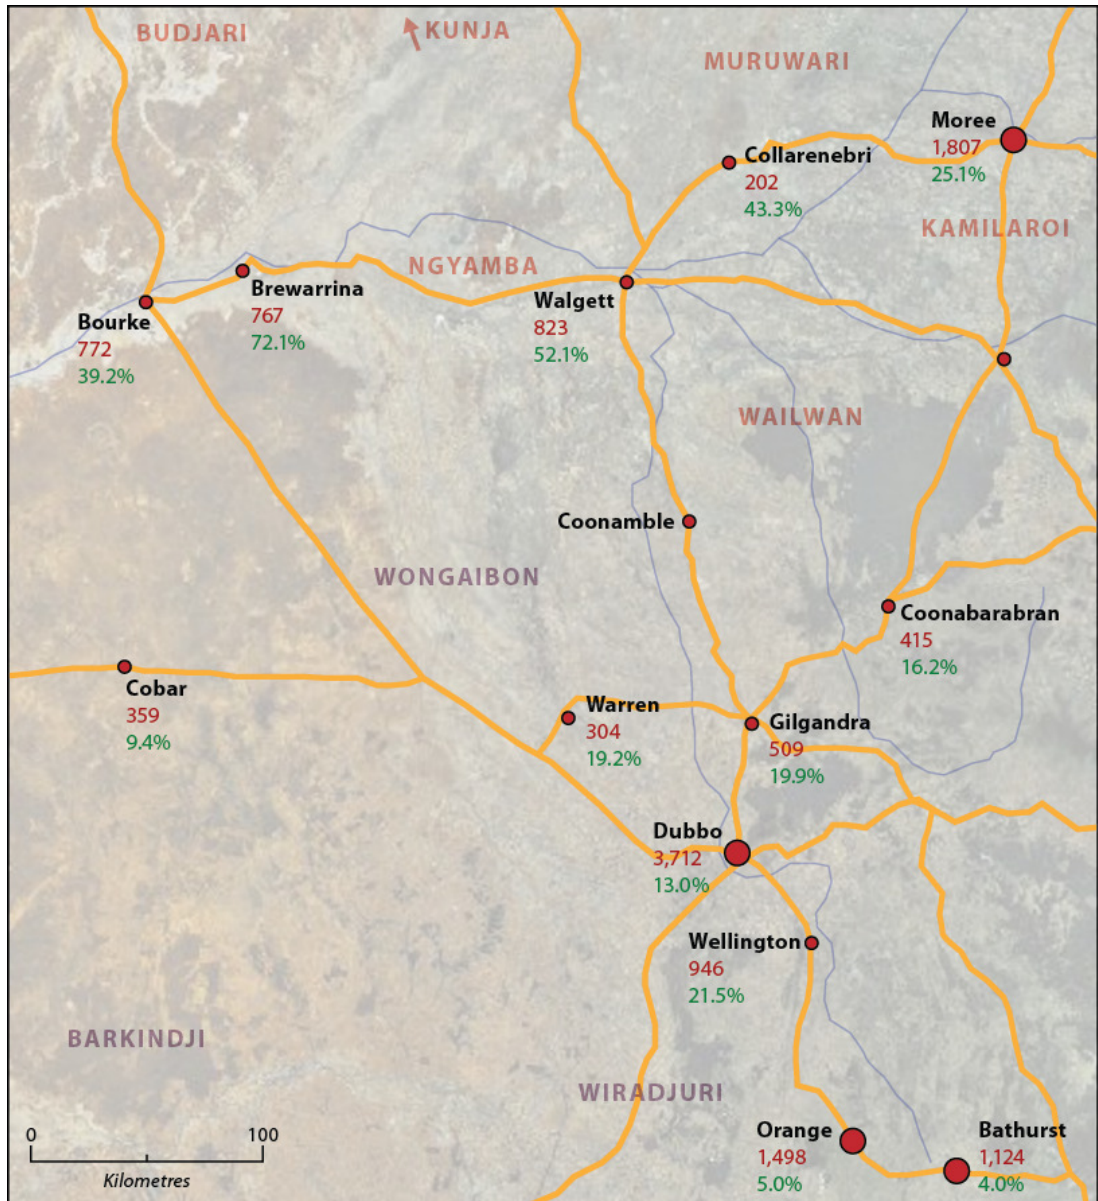 BUDJARI
KUNJA
MURUWARI
Moree
1,807
25.1%
Collarenebri
202
43.3%
KAMILAROI
NGYAMBA
Brewarrina
767
72.1%
Walgett
823
52.1%
Bourke
772
39.2%
WAILWAN
Coonamble
WONGAIBON
Coonabarabran
415
16.2%
Cobar
359
9.4%
Warren
304
19.2%
Gilgandra
509
19.9%
Dubbo
3,712
13.0%
Wellington
946
21.5%
BARKINDJI
WIRADJURI
Orange
1,498
5.0%
Bathurst
1,124
4.0%
0 100
Kilometres